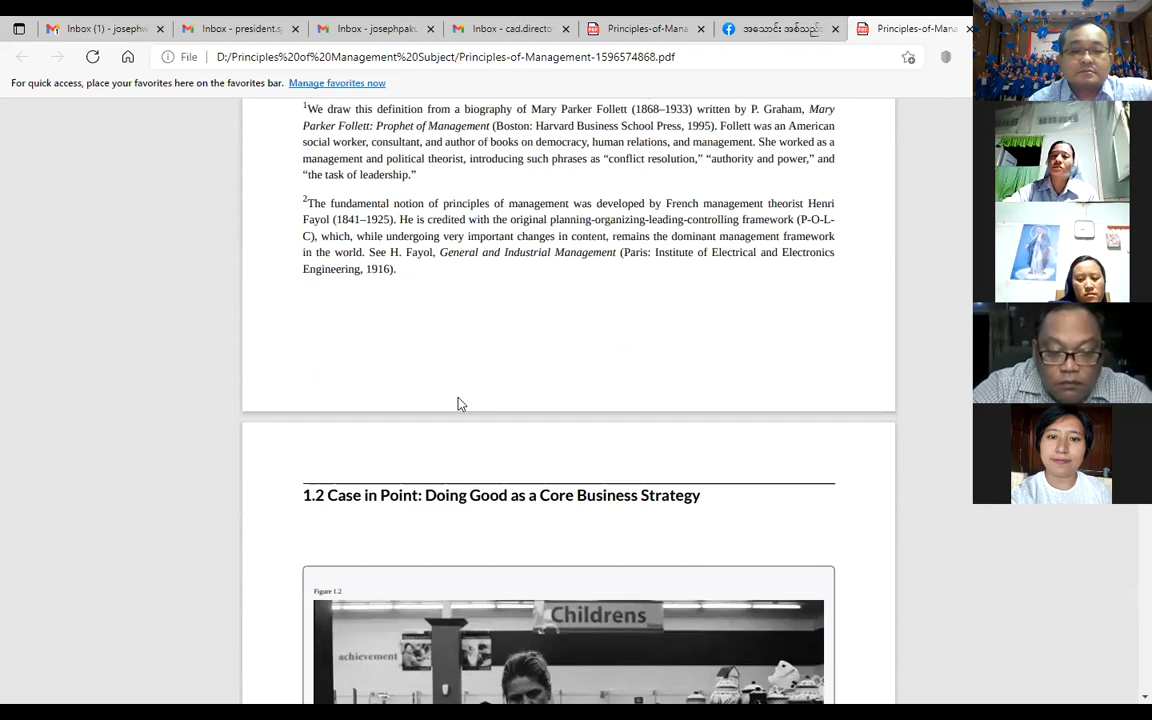 Inbox (1) - josephw
Inbox - president.sj
Inbox - josephpaku
Inbox - cad.directo
Principles-of-Mana
အသောင်း အစ်သည်
Principles-of-Mana
File
D:/Principles%20of%20Management%20Subject/Principles-of-Management-1596574868.pdf
For quick access, place your favorites here on the favorites bar. Manage favorites now
1We draw this definition from a biography of Mary Parker Follett (1868–1933) written by P. Graham, Mary
Parker Follett: Prophet of Management (Boston: Harvard Business School Press, 1995). Follett was an American
social worker, consultant, and author of books on democracy, human relations, and management. She worked as a
management and political theorist, introducing such phrases as “conflict resolution,” “authority and power,” and
“the task of leadership.”
2The fundamental notion of principles of management was developed by French management theorist Henri
Fayol (1841–1925). He is credited with the original planning-organizing-leading-controlling framework (P-O-L-
C), which, while undergoing very important changes in content, remains the dominant management framework
in the world. See H. Fayol, General and Industrial Management (Paris: Institute of Electrical and Electronics
Engineering, 1916).
1.2 Case in Point: Doing Good as a Core Business Strategy
Figure 1.2
Childrens
achievement